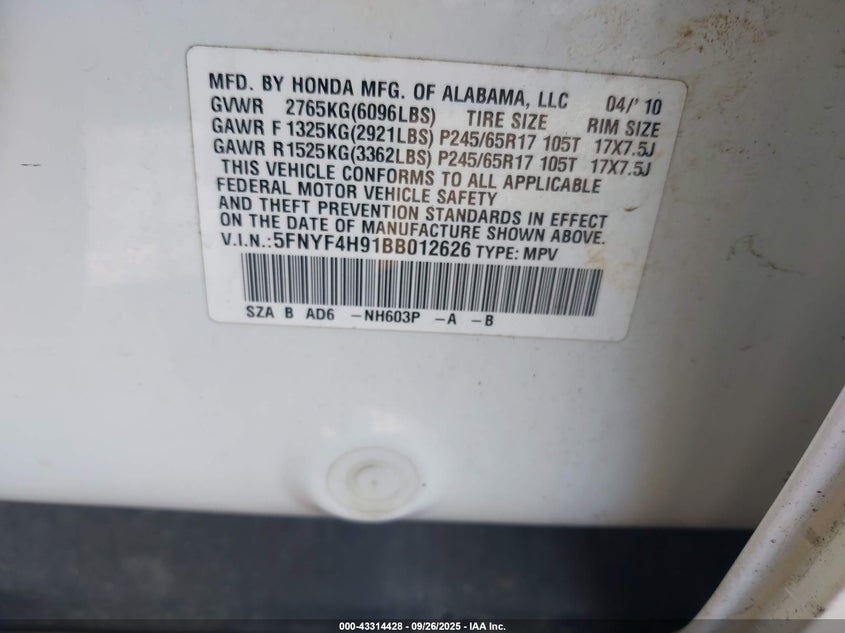 MFD. BY HONDA MFG. OF ALABAMA, LLC 04/' 10
GVWR 2765KG(6096LBS) TIRE SIZE RIM SIZE
GAWR F 1325KG(2921LBS) P245/65R17 105T 17X7.5J
GAWR R1525KG(3362LBS) P245/65R17 105T 17X7.5J
THIS VEHICLE CONFORMS TO ALL APPLICABLE
FEDERAL MOTOR VEHICLE SAFETY
AND THEFT PREVENTION STANDARDS IN EFFECT
ON THE DATE OF MANUFACTURE SHOWN ABOVE.
V.I.N.:5FNYF4H91BB012626 TYPE: MPV
SZA B AD6 -NH603P -A -B
000-43314428 - 09/26/2025 - IAA Inc.